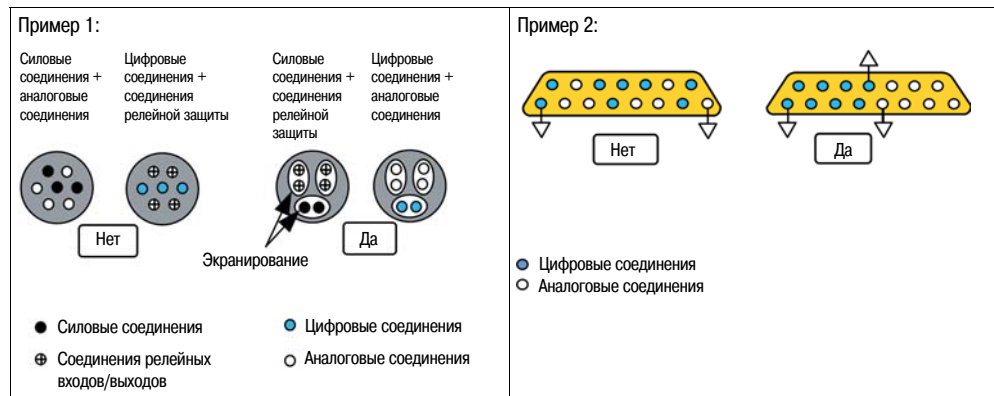 Пример 1:
Силовые
соединения +
аналоговые
соединения
Цифровые
соединения +
соединения
релейной защиты
Силовые
соединения +
соединения
релейной
защиты
Цифровые
соединения +
аналоговые
соединения
Нет
Да
Экранирование
Силовые соединения
Соединения релейных
входов/выходов
Цифровые соединения
Аналоговые соединения
Пример 2:
Нет
Да
Цифровые соединения
Аналоговые соединения